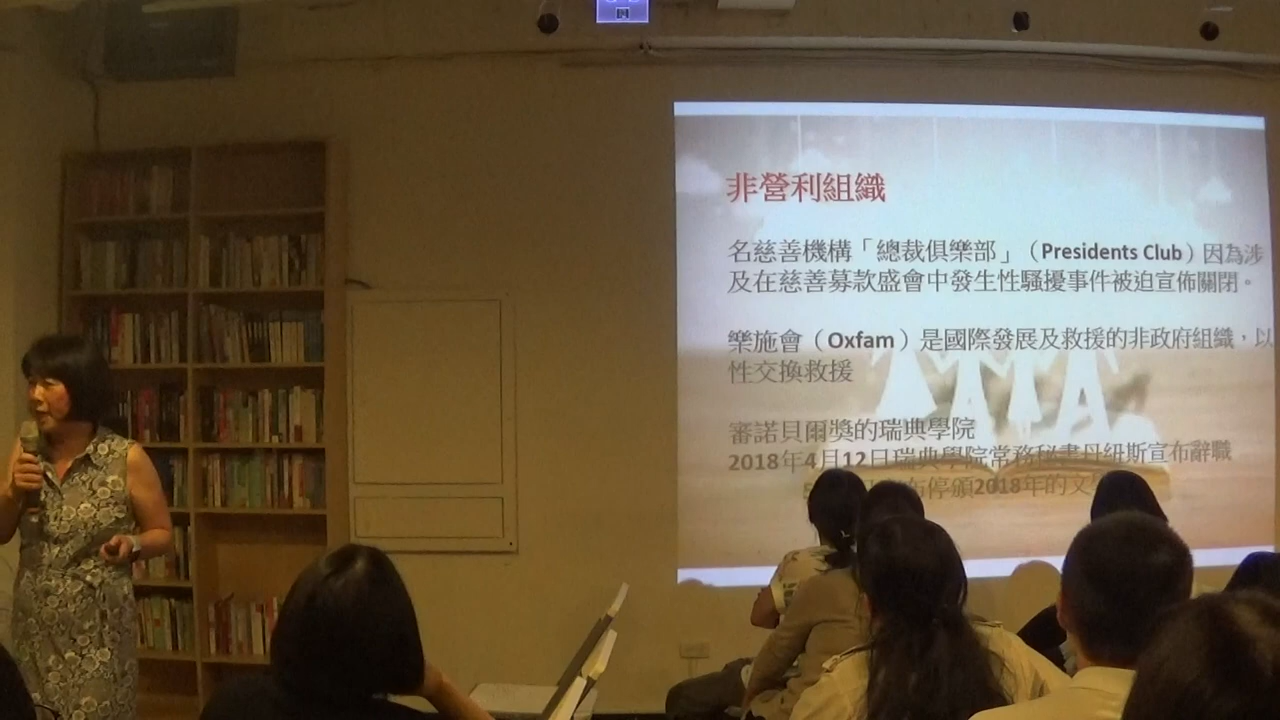 非營利組織
名慈善機構「總裁俱樂部」（Presidents Club）因為涉
及在慈善募款盛會中發生性騷擾事件被迫宣佈關閉。
樂施會（Oxfam）是國際發展及救援的非政府組織，以
性交換救援
審諾貝爾獎的瑞典學院
2018年4月12日瑞典學院常務秘書丹紐斯宣布辭職
布停頒2018年的文